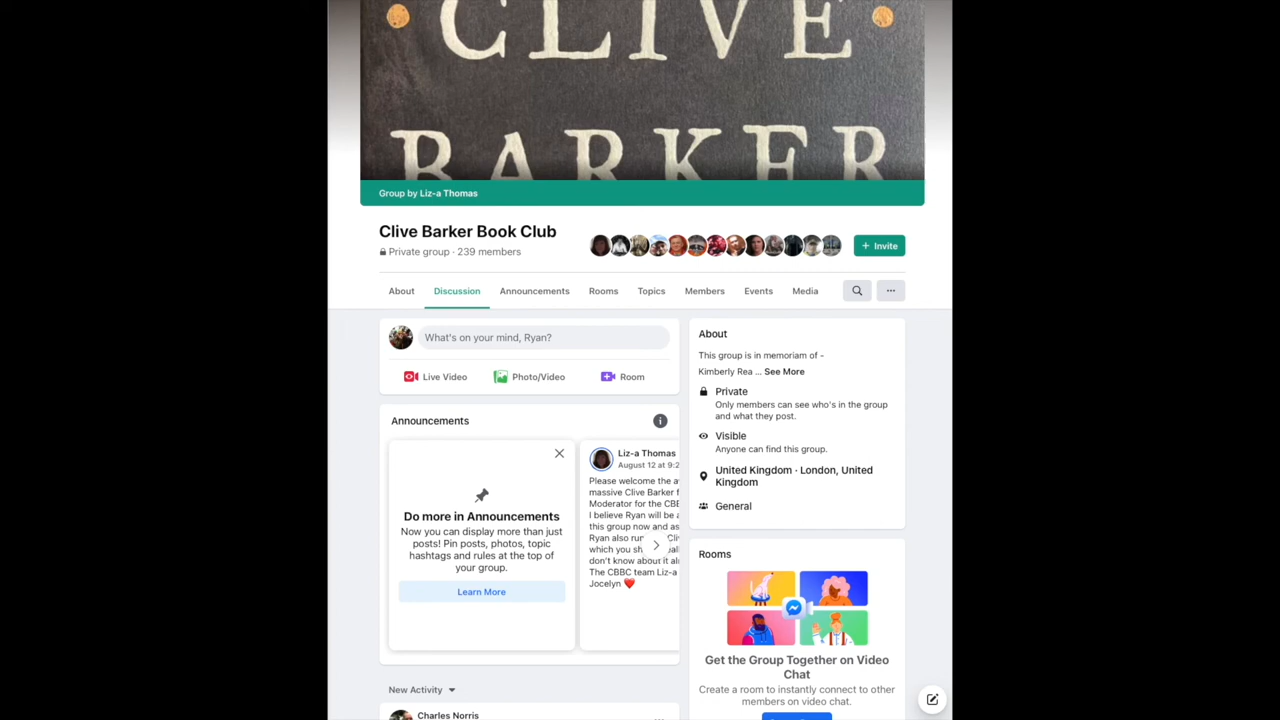 CLIVE
BARKER
Group by Liz-a Thomas
Clive Barker Book Club
Private group · 239 members
+ Invite
About
Discussion
Announcements
Rooms
Topics
Members
Events
Media
What's on your mind, Ryan?
Live Video
Photo/Video
Room
Announcements
Do more in Announcements
Now you can display more than just
posts! Pin posts, photos, topic
hashtags and rules at the top of
your group.
Learn More
Liz-a Thomas
August 12 at 9:2
Please welcome the a
massive Clive Barker f
Moderator for the CBB
I believe Ryan will be a
this group now and as
Ryan also run
which you sh
don't know about it al
The CBBC team Liz-a
Jocelyn ❤️
New Activity
Charles Norris
About
This group is in memoriam of -
Kimberly Rea ... See More
Private
Only members can see who's in the group
and what they post.
Visible
Anyone can find this group.
United Kingdom · London, United
Kingdom
General
Rooms
Get the Group Together on Video
Chat
Create a room to instantly connect to other
members on video chat.